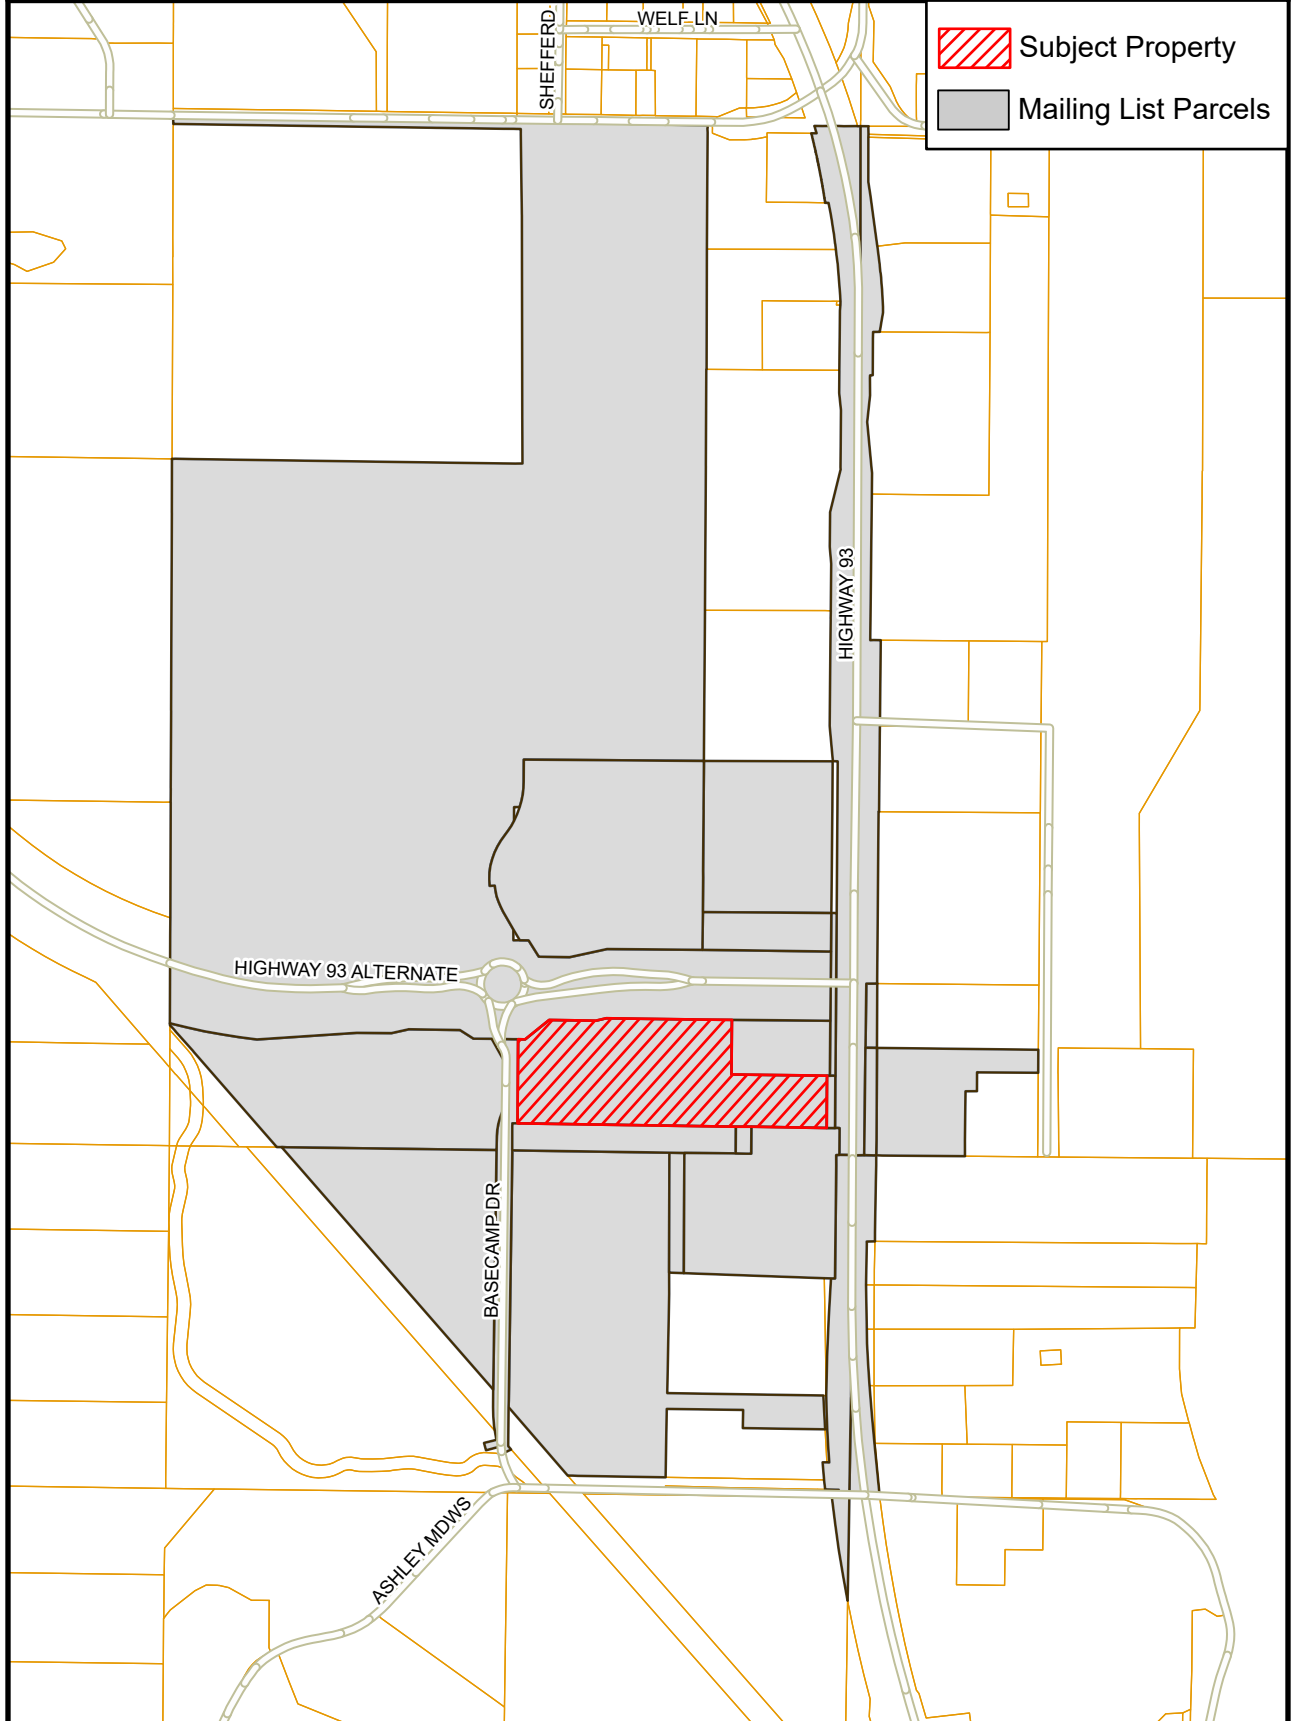 WELF LN
SHEFFERD
Subject Property
Mailing List Parcels
HIGHWAY 93
HIGHWAY 93 ALTERNATE
BASECAMP DR
ASHLEY MDWS